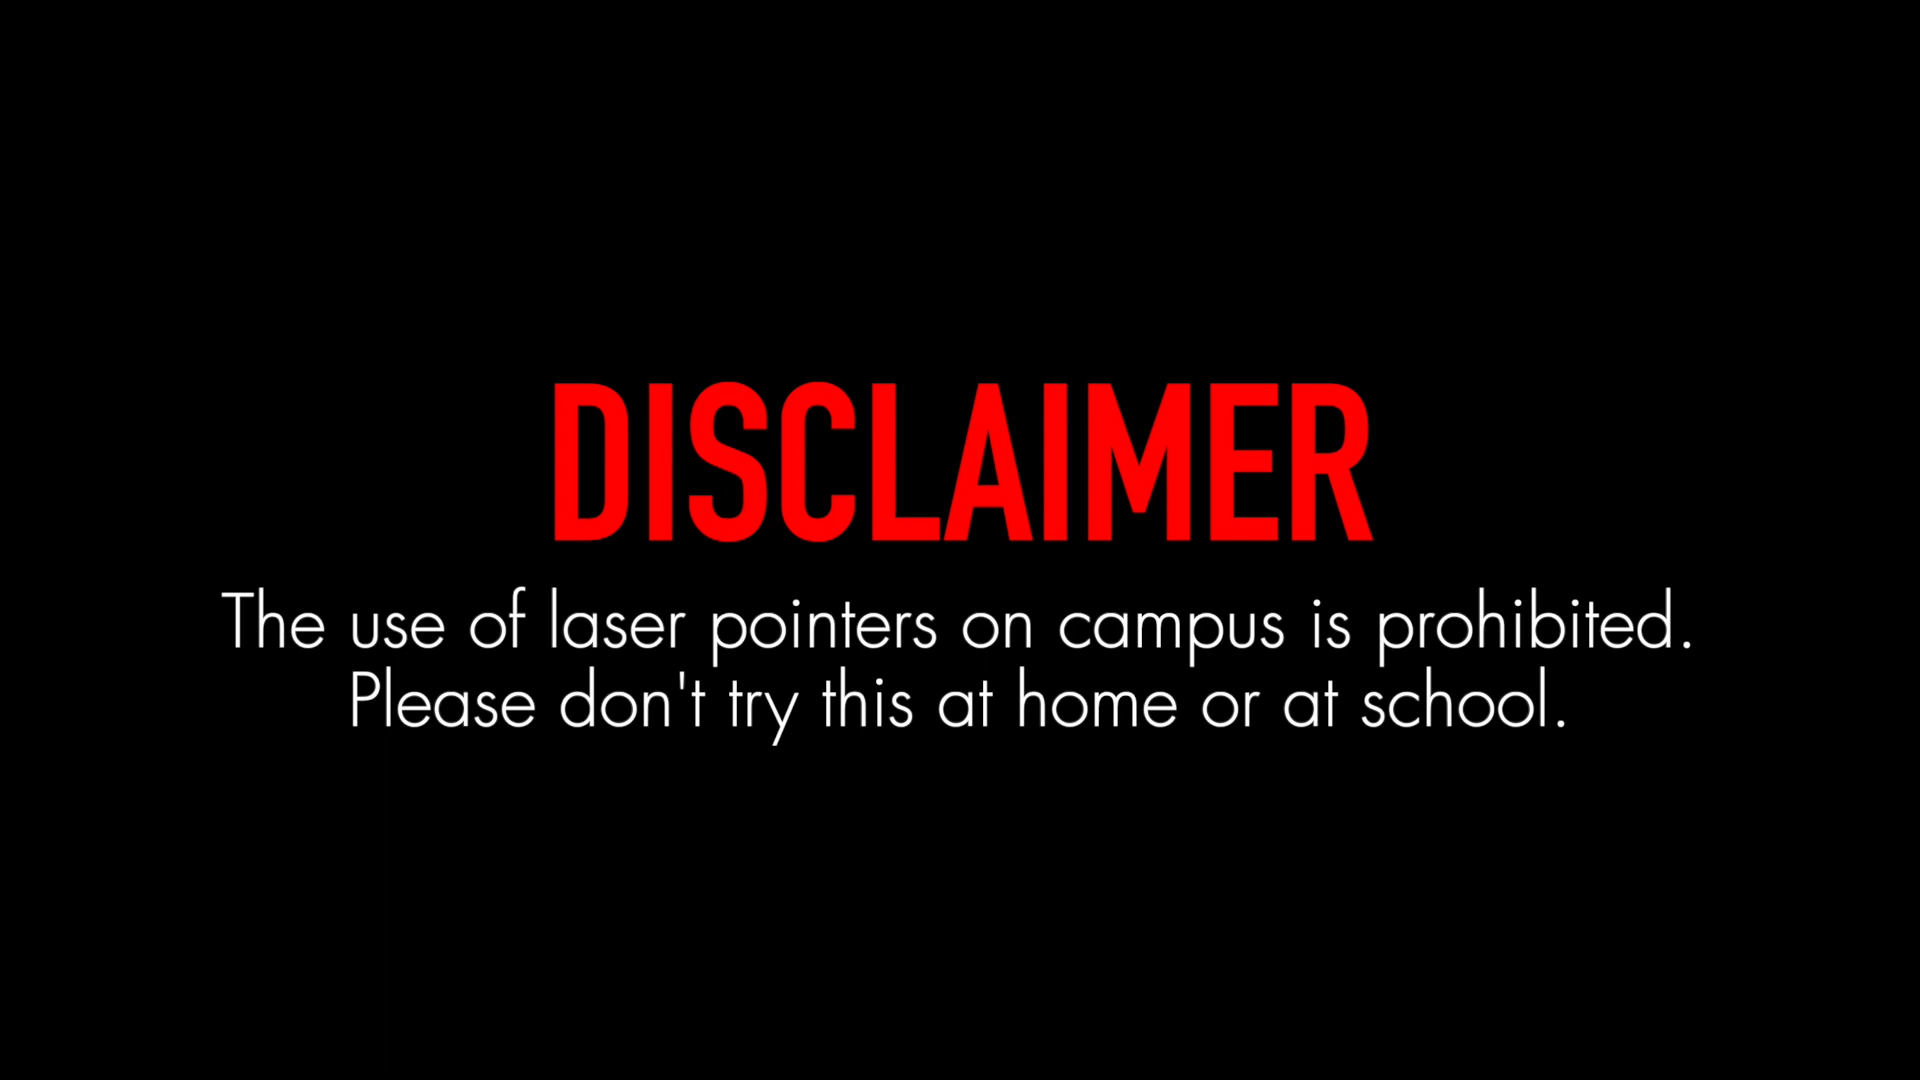 DISCLAIMER
The use of laser pointers on campus is prohibited.
Please don't try this at home or at school.